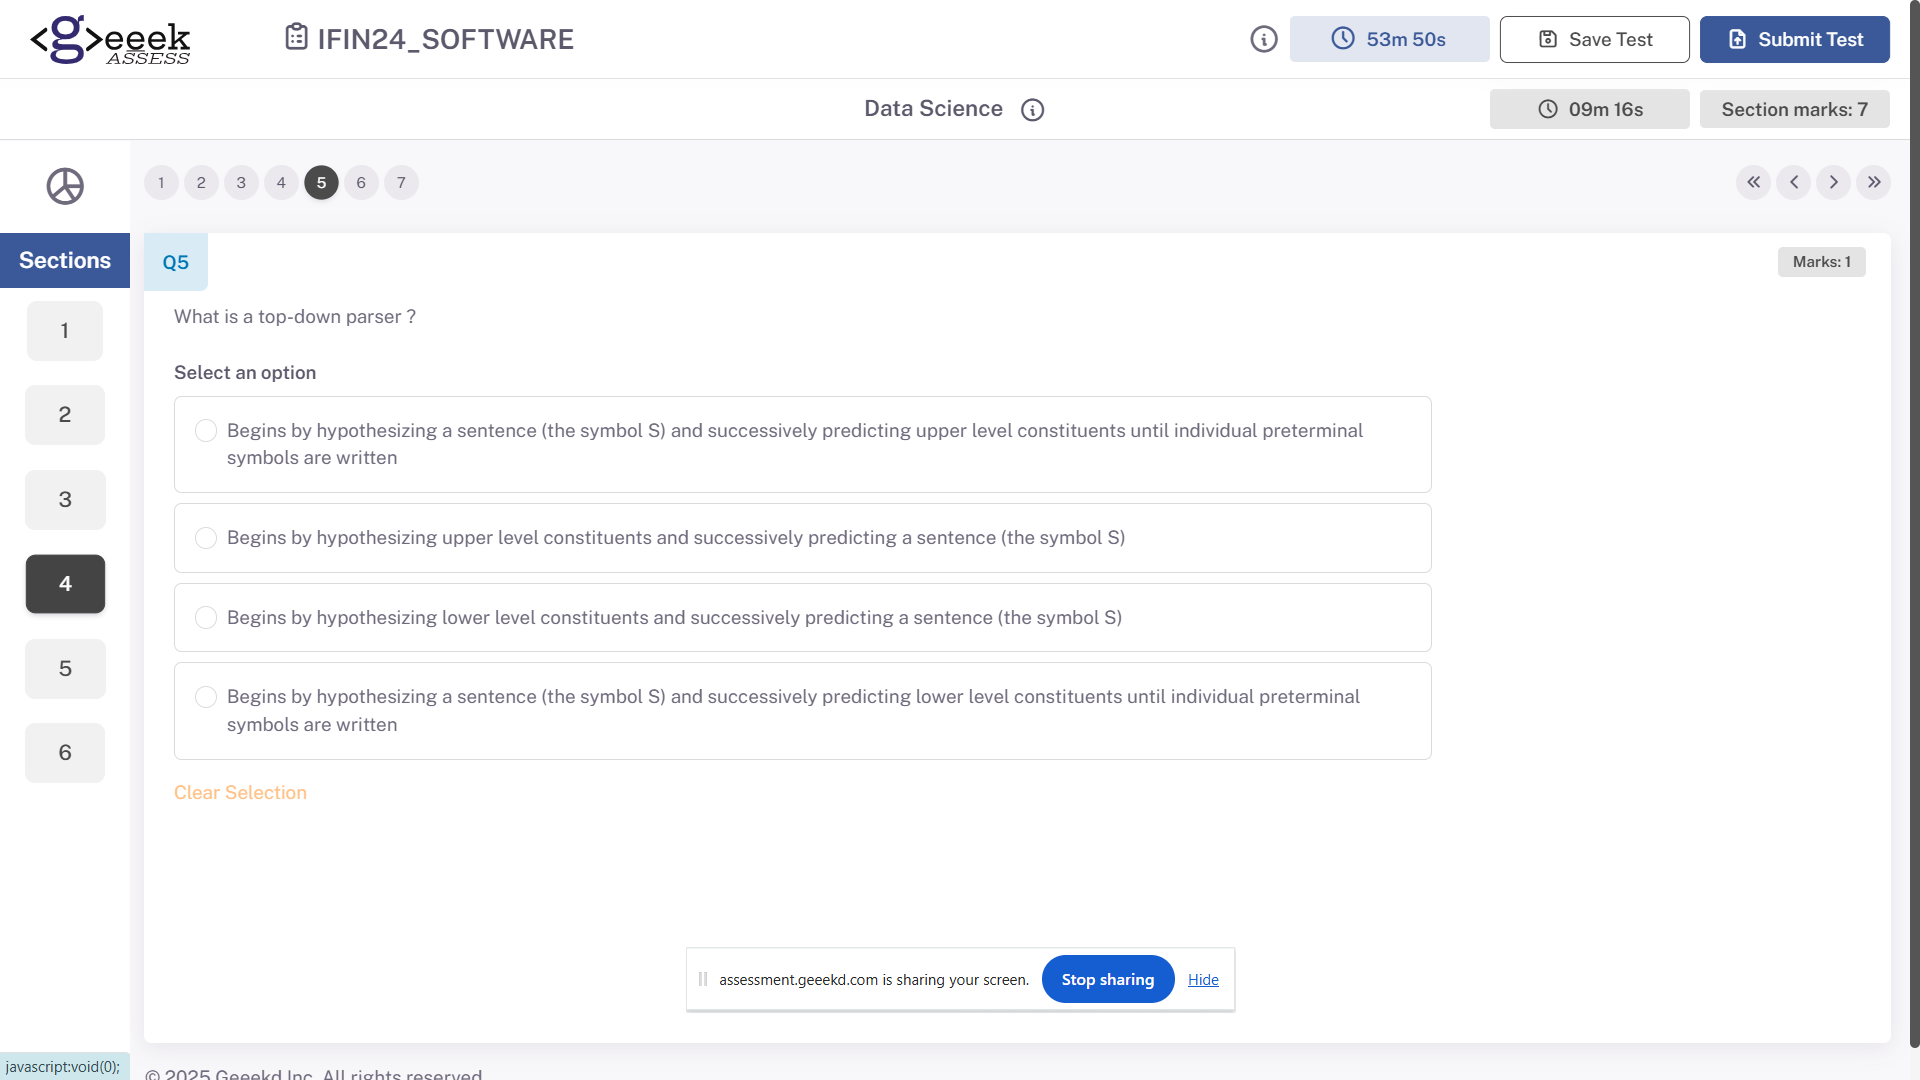 <g>eeek
ASSESS
IFIN24_SOFTWARE
53m 50s
Save Test
Submit Test
Data Science
09m 16s
Section marks: 7
1 2 3 4 5 6 7
Sections
1
2
3
4
5
6
Q5
Marks: 1
What is a top-down parser ?
Select an option
Begins by hypothesizing a sentence (the symbol S) and successively predicting upper level constituents until individual preterminal
symbols are written
Begins by hypothesizing upper level constituents and successively predicting a sentence (the symbol S)
Begins by hypothesizing lower level constituents and successively predicting a sentence (the symbol S)
Begins by hypothesizing a sentence (the symbol S) and successively predicting lower level constituents until individual preterminal
symbols are written
Clear Selection
assessment.geeekd.com is sharing your screen.
Stop sharing
Hide
javascript:void(0);
© 2025 Geeekd Inc. All rights reserved